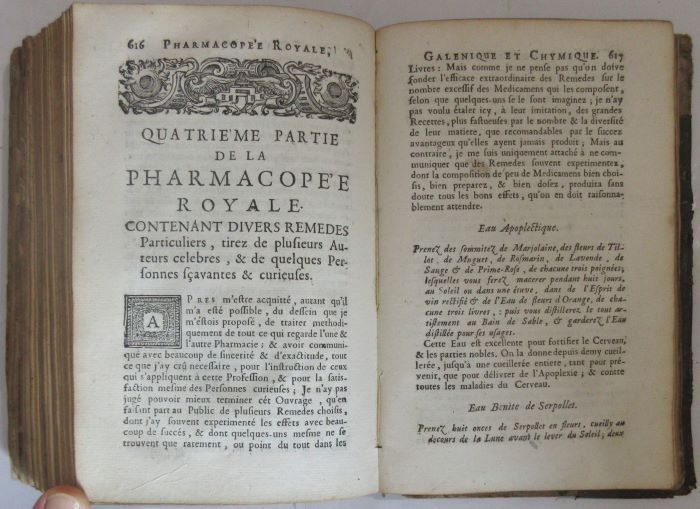 616 PHARMACOPE'E ROYALE,
QUATRIE'ME PARTIE
DE LA
PHARMACOPE'E
ROYALE.
CONTENANT DIVERS REMEDES
Particuliers, tirez de plusieurs Au-
teurs celebres, & de quelques Per-
sonnes sçavantes & curieuses.
APRES m'estre acquitté, autant qu'il
m'a esté possible, du dessein que je
m'estois proposé, de traiter methodi-
quement de tout ce qui regarde l'une &
l'autre Pharmacie; & avoir communi-
qué avec beaucoup de sincerité & d'exactitude, tout
ce que j'ay crû necessaire, pour l'instruction de ceux
qui s'appliquent à cette Profession, & pour la satis-
faction mesme des Personnes curieuses; Je n'ay pas
jugé pouvoir mieux terminer cét Ouvrage, qu'en
faisant part au Public de plusieurs Remedes choisis,
dont j'ay souvent experimenté les effets avec beau-
coup de succés, & dont quelques-uns mesme ne se
trouvent que rarement, ou point du tout dans les
GALENIQUE ET CHYMIQUE. 617
Livres: Mais comme je ne pense pas qu'on doive
fonder l'efficace extraordinaire des Remedes sur le
nombre excessif des Medicamens qui les composent,
selon que quelques-uns se le sont imaginez; je n'ay
pas voulu étaler icy, à leur imitation, des grandes
Recettes, plus fastueuses par le nombre & la diversité
de leur matiere, que recomandables par le succez
avantageux qu'elles ayent jamais produit; Mais au
contraire, je me suis uniquement attaché à ne com-
muniquer que des Remedes souvent experimentez,
dont la composition de peu de Medicamens bien choi-
sis, bien preparez, & bien dosez, produira sans
doute tous les bons effets, qu'on en doit raisonna-
blement attendre.
Eau Apoplectique.
Prenez des sommitez de Marjolaine, des fleurs de Til-
lot, de Muguet, de Rosmarin, de Lavende, de
Sauge & de Prime-Rose, de chacune trois poignées,
lesquelles vous ferez macerer pendant huit jours,
au Soleil ou dans une étuve, dans de l'Esprit de
vin rectifié & de l'Eau de fleurs d'Orange, de cha-
cune trois livres,: puis vous distillerez le tout ar-
tistement au Bain de Sable, & garderez l'Eau
distillée pour ses usages.
Cette Eau est excellente pour fortifier le Cerveau,
& les parties nobles. On la donne depuis demy cueil-
lerée, jusqu'à une cueillerée entiere, tant pour pré-
venir, que pout délivrer de l'Apoplexie; & contre
toutes les maladies du Cerveau.
Eau Benite de Serpollet.
Prenez huit onces de Serpollet en fleurs, cueilly au
decours de la Lune avant le lever du Soleil; deux